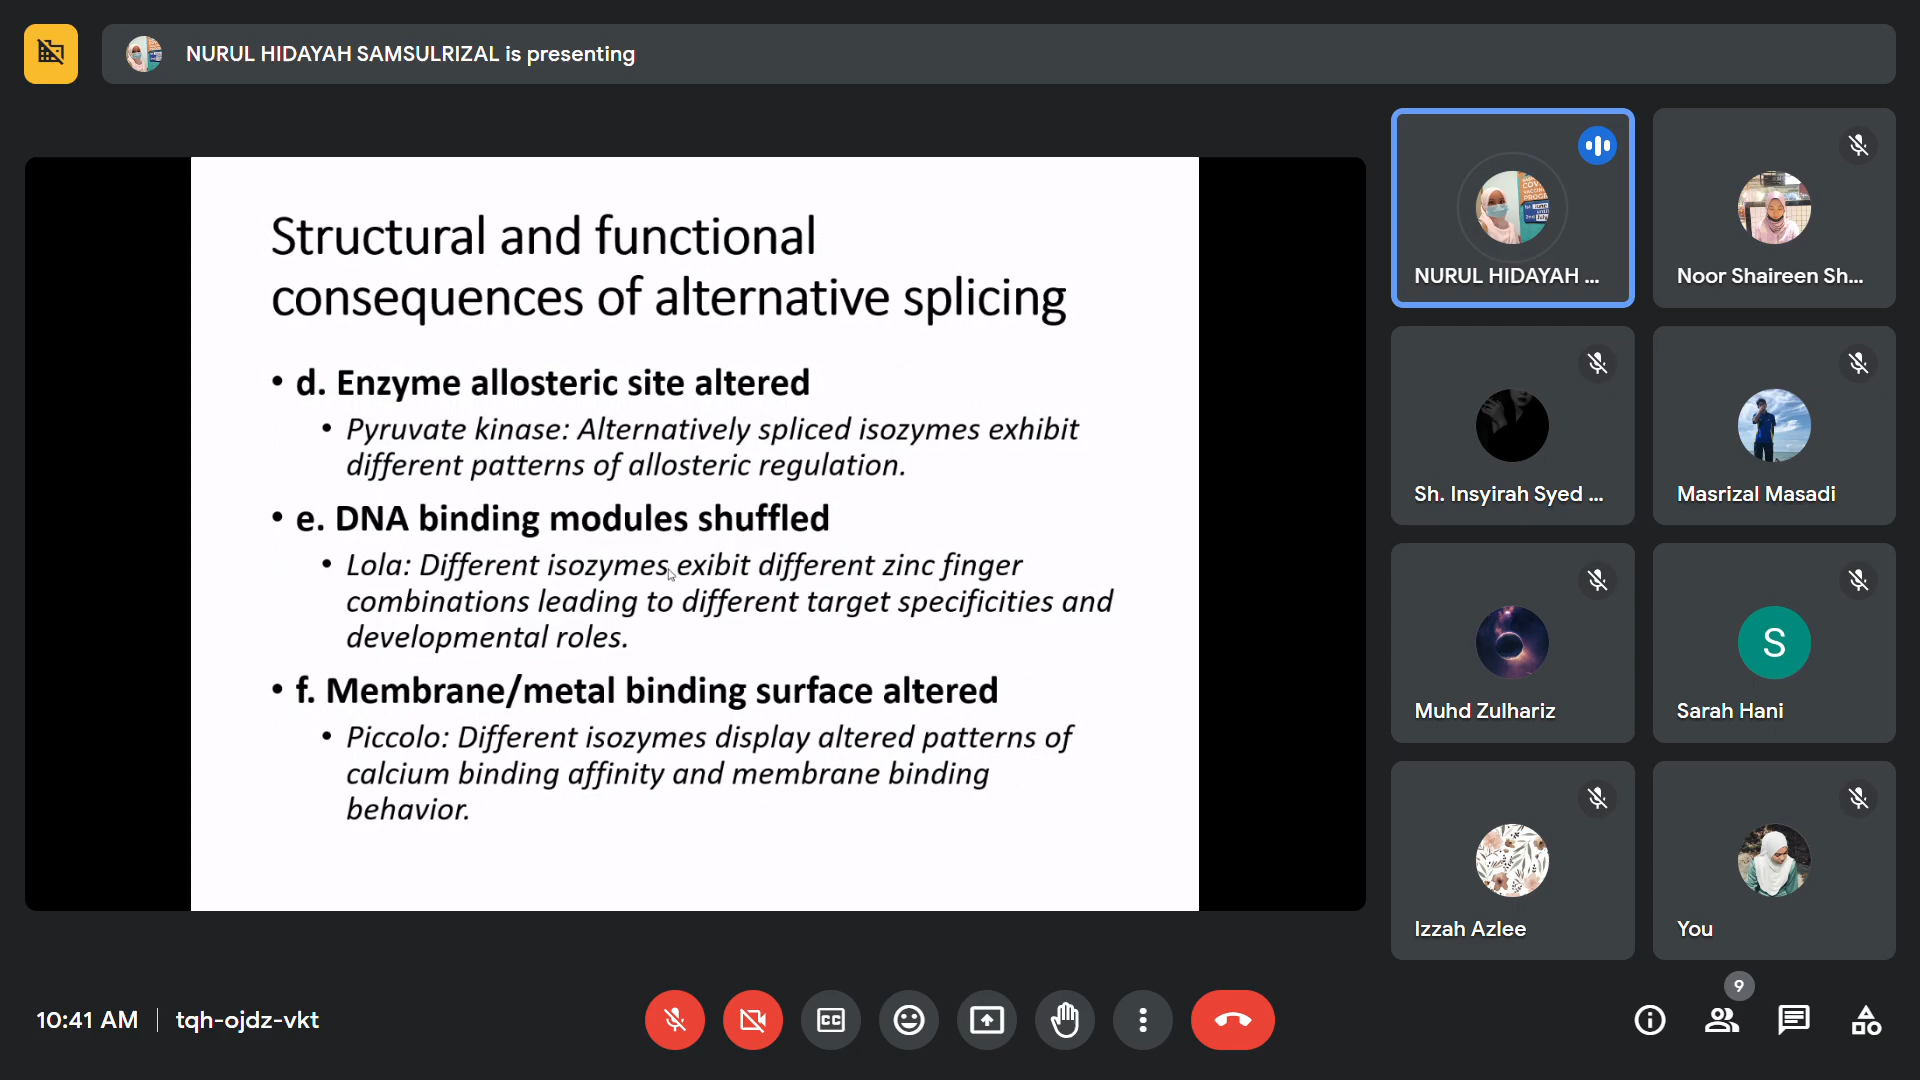 NURUL HIDAYAH SAMSULRIZAL is presenting
Structural and functional
consequences of alternative splicing
• d. Enzyme allosteric site altered
• Pyruvate kinase: Alternatively spliced isozymes exhibit
different patterns of allosteric regulation.
• e. DNA binding modules shuffled
• Lola: Different isozymes exibit different zinc finger
combinations leading to different target specificities and
developmental roles.
• f. Membrane/metal binding surface altered
• Piccolo: Different isozymes display altered patterns of
calcium binding affinity and membrane binding
behavior.
NURUL HIDAYAH ...
Noor Shaireen Sh...
Sh. Insyirah Syed ...
Masrizal Masadi
Muhd Zulhariz
S
Sarah Hani
Izzah Azlee
You
10:41 AM | tqh-ojdz-vkt
CC
9